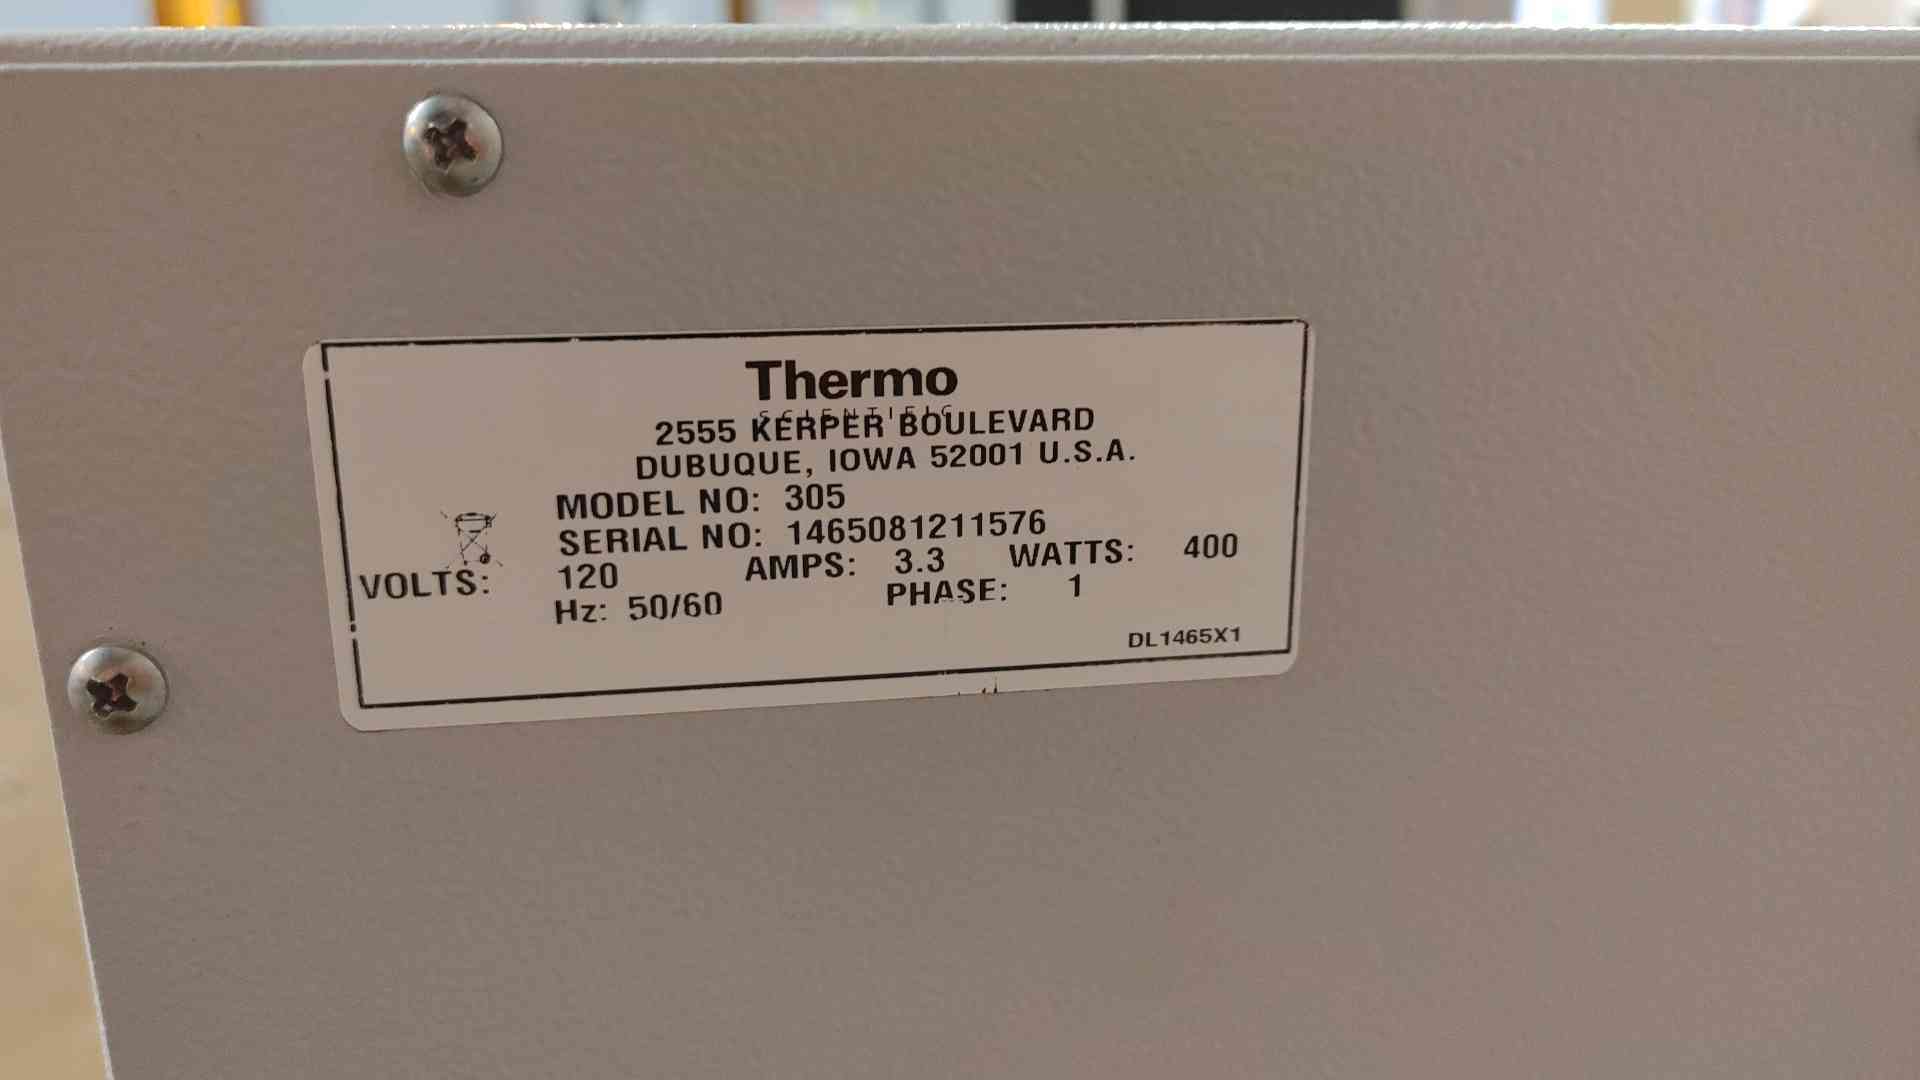 Thermo
SCIENTIFIC
2555 KERPER BOULEVARD
DUBUQUE, IOWA 52001 U.S.A.
MODEL NO: 305
SERIAL NO: 1465081211576
VOLTS: 120 AMPS: 3.3 WATTS: 400
Hz: 50/60 PHASE: 1
DL1465X1